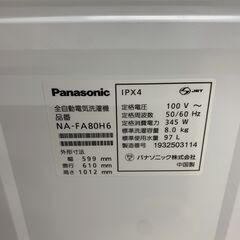 Panasonic
全自動電気洗濯機
品番
NA-FA80H6
外形寸法
幅 599 mm
奥行 610 mm
高さ 1012 mm
IPX4
JET
定格電圧 100 V～
定格周波数 50/60 Hz
定格消費電力 345 W
標準洗濯容量 8.0 kg
標準使用水量 97 L
1932503114
パナソニック株式会社
中国製